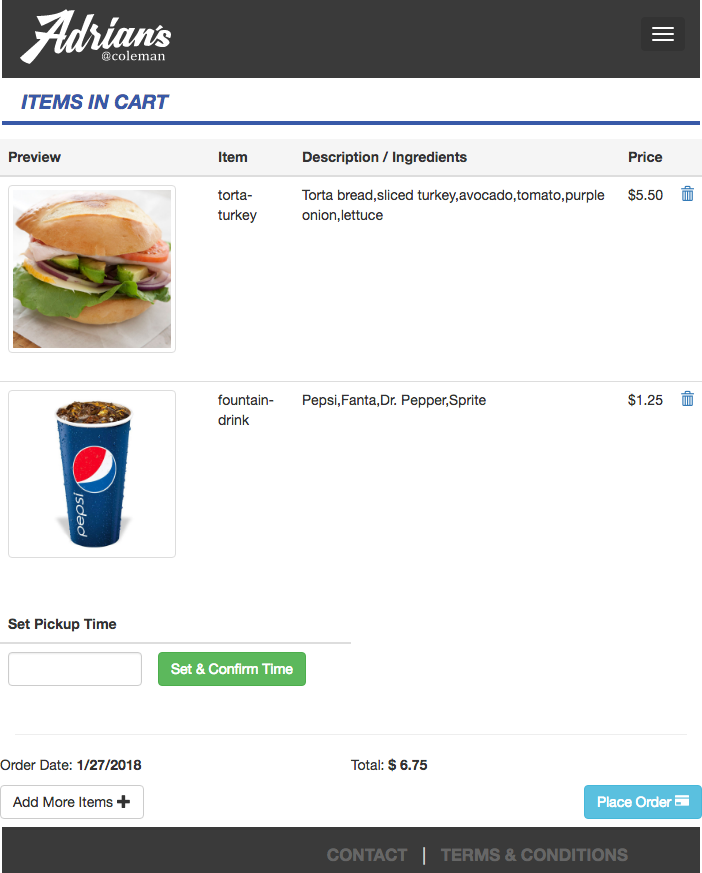 Adrian's
@coleman
ITEMS IN CART
Preview Item Description / Ingredients Price
torta- Torta bread,sliced turkey,avocado,tomato,purple $5.50
turkey onion,lettuce
fountain- Pepsi,Fanta,Dr. Pepper,Sprite $1.25
drink
pepsi
Set Pickup Time
Set & Confirm Time
Order Date: 1/27/2018 Total: $ 6.75
Add More Items Place Order
CONTACT | TERMS & CONDITIONS